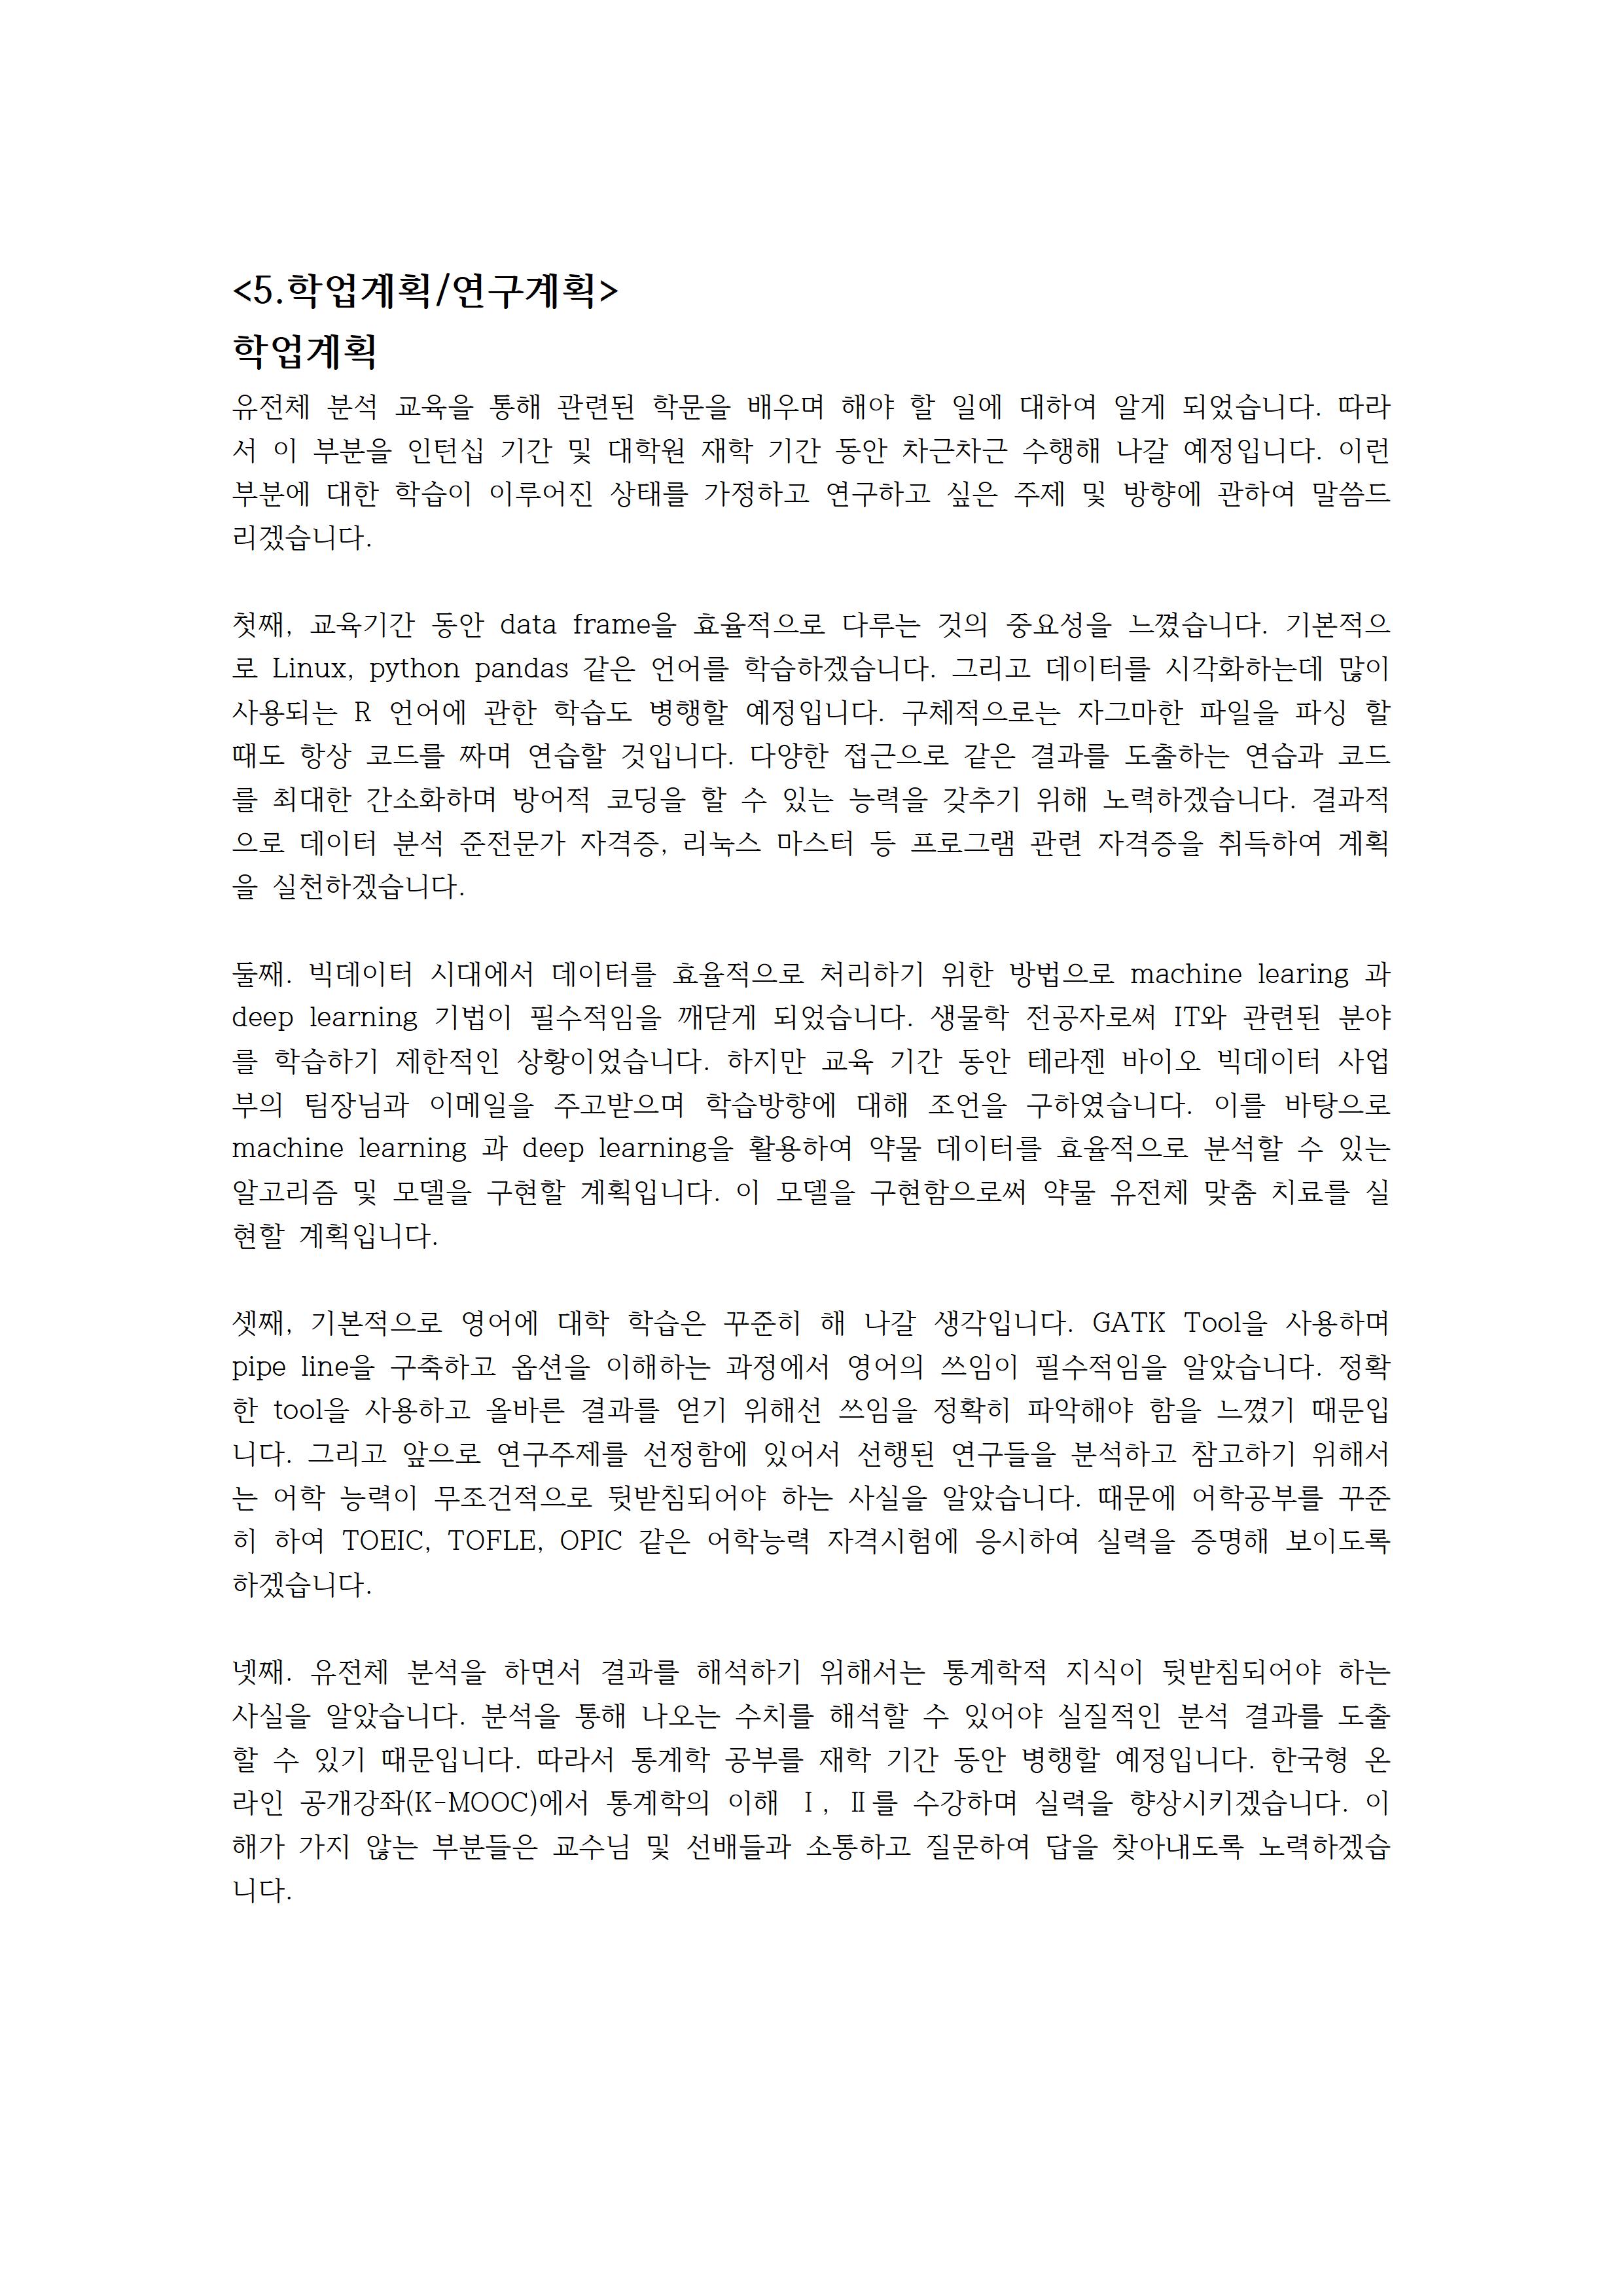 <5.학업계획/연구계획>
학업계획
유전체 분석 교육을 통해 관련된 학문을 배우며 해야 할 일에 대하여 알게 되었습니다. 따라
서 이 부분을 인턴십 기간 및 대학원 재학 기간 동안 차근차근 수행해 나갈 예정입니다. 이런
부분에 대한 학습이 이루어진 상태를 가정하고 연구하고 싶은 주제 및 방향에 관하여 말씀드
리겠습니다.
첫째, 교육기간 동안 data frame을 효율적으로 다루는 것의 중요성을 느꼈습니다. 기본적으
로 Linux, python pandas 같은 언어를 학습하겠습니다. 그리고 데이터를 시각화하는데 많이
사용되는 R 언어에 관한 학습도 병행할 예정입니다. 구체적으로는 자그마한 파일을 파싱 할
때도 항상 코드를 짜며 연습할 것입니다. 다양한 접근으로 같은 결과를 도출하는 연습과 코드
를 최대한 간소화하며 방어적 코딩을 할 수 있는 능력을 갖추기 위해 노력하겠습니다. 결과적
으로 데이터 분석 준전문가 자격증, 리눅스 마스터 등 프로그램 관련 자격증을 취득하여 계획
을 실천하겠습니다.
둘째. 빅데이터 시대에서 데이터를 효율적으로 처리하기 위한 방법으로 machine learing 과
deep learning 기법이 필수적임을 깨닫게 되었습니다. 생물학 전공자로써 IT와 관련된 분야
를 학습하기 제한적인 상황이었습니다. 하지만 교육 기간 동안 테라젠 바이오 빅데이터 사업
부의 팀장님과 이메일을 주고받으며 학습방향에 대해 조언을 구하였습니다. 이를 바탕으로
machine learning 과 deep learning을 활용하여 약물 데이터를 효율적으로 분석할 수 있는
알고리즘 및 모델을 구현할 계획입니다. 이 모델을 구현함으로써 약물 유전체 맞춤 치료를 실
현할 계획입니다.
셋째, 기본적으로 영어에 대학 학습은 꾸준히 해 나갈 생각입니다. GATK Tool을 사용하며
pipe line을 구축하고 옵션을 이해하는 과정에서 영어의 쓰임이 필수적임을 알았습니다. 정확
한 tool을 사용하고 올바른 결과를 얻기 위해선 쓰임을 정확히 파악해야 함을 느꼈기 때문입
니다. 그리고 앞으로 연구주제를 선정함에 있어서 선행된 연구들을 분석하고 참고하기 위해서
는 어학 능력이 무조건적으로 뒷받침되어야 하는 사실을 알았습니다. 때문에 어학공부를 꾸준
히 하여 TOEIC, TOFLE, OPIC 같은 어학능력 자격시험에 응시하여 실력을 증명해 보이도록
하겠습니다.
넷째. 유전체 분석을 하면서 결과를 해석하기 위해서는 통계학적 지식이 뒷받침되어야 하는
사실을 알았습니다. 분석을 통해 나오는 수치를 해석할 수 있어야 실질적인 분석 결과를 도출
할 수 있기 때문입니다. 따라서 통계학 공부를 재학 기간 동안 병행할 예정입니다. 한국형 온
라인 공개강좌(K-MOOC)에서 통계학의 이해 Ⅰ, Ⅱ를 수강하며 실력을 향상시키겠습니다. 이
해가 가지 않는 부분들은 교수님 및 선배들과 소통하고 질문하여 답을 찾아내도록 노력하겠습
니다.